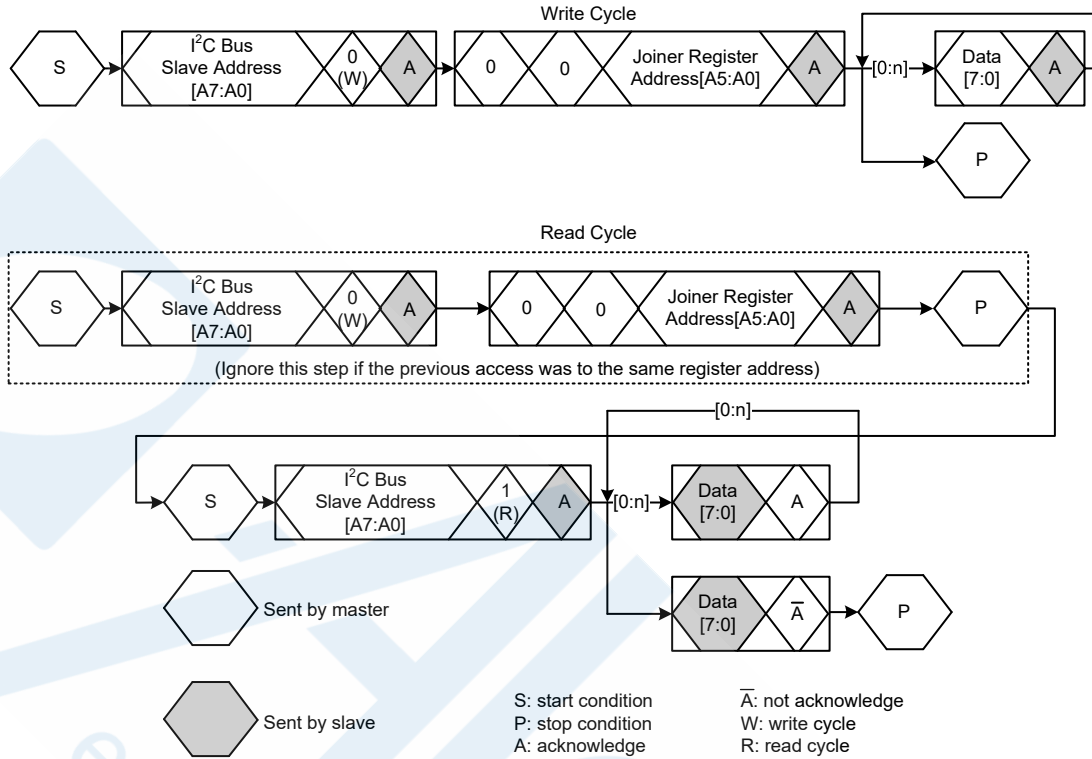 Write Cycle
S
I²C Bus
Slave Address
[A7:A0]
0
(W)
A
0
0
Joiner Register
Address[A5:A0]
A
[0:n]
Data
[7:0]
A
P
Read Cycle
S
I²C Bus
Slave Address
[A7:A0]
0
(W)
A
0
0
Joiner Register
Address[A5:A0]
A
P
(Ignore this step if the previous access was to the same register address)
[0:n]
S
I²C Bus
Slave Address
[A7:A0]
1
(R)
A
[0:n]
Data
[7:0]
A
Data
[7:0]
A̅
P
Sent by master
Sent by slave
S: start condition
P: stop condition
A: acknowledge
A̅: not acknowledge
W: write cycle
R: read cycle